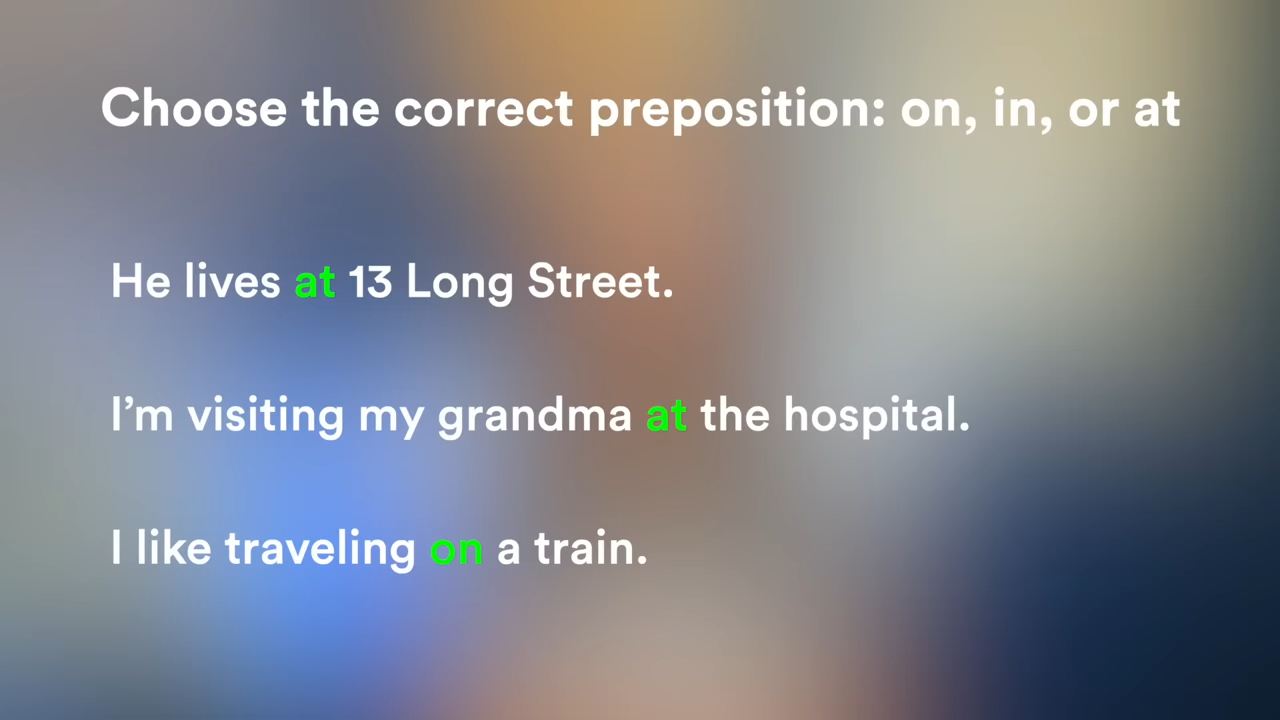 Choose the correct preposition: on, in, or at
He lives at 13 Long Street.
I’m visiting my grandma at the hospital.
I like traveling on a train.